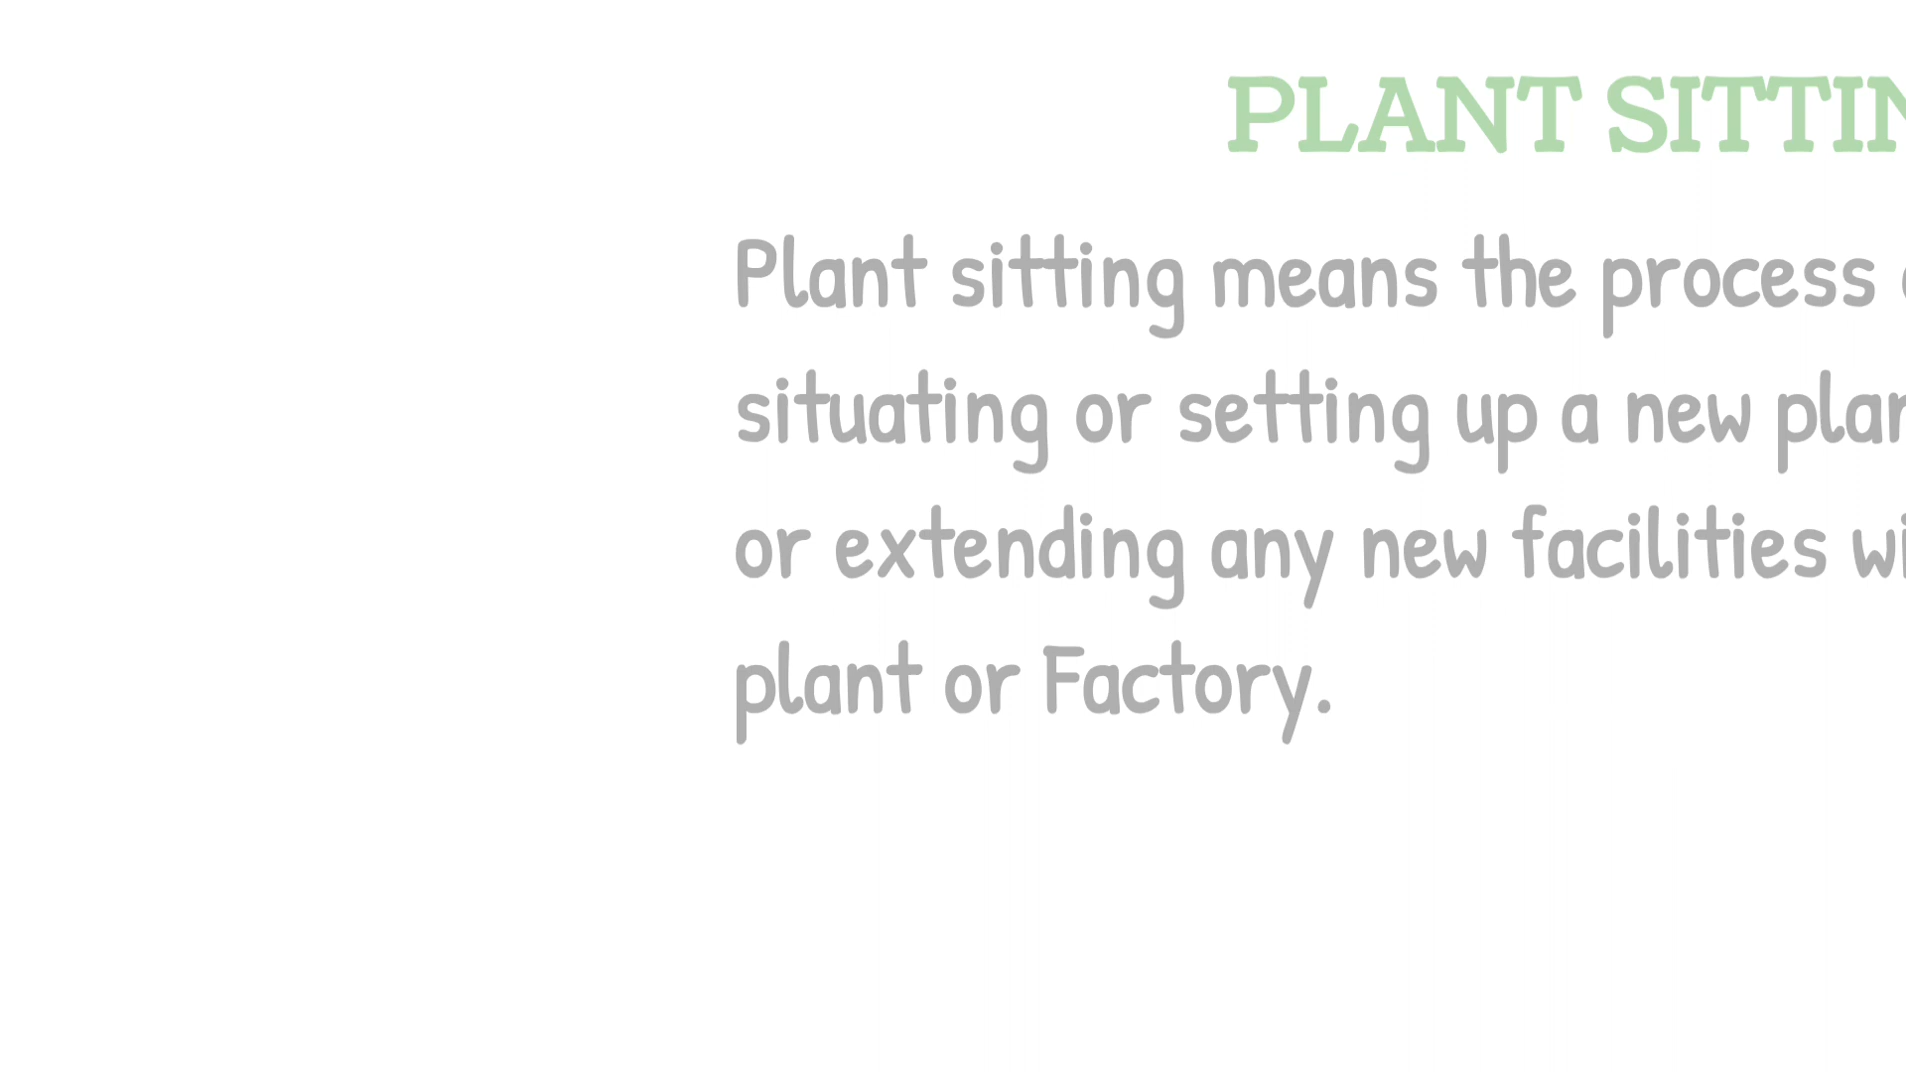 PLANT SITTIN
Plant sitting means the process
situating or setting up a new plan
or extending any new facilities wi
plant or Factory.